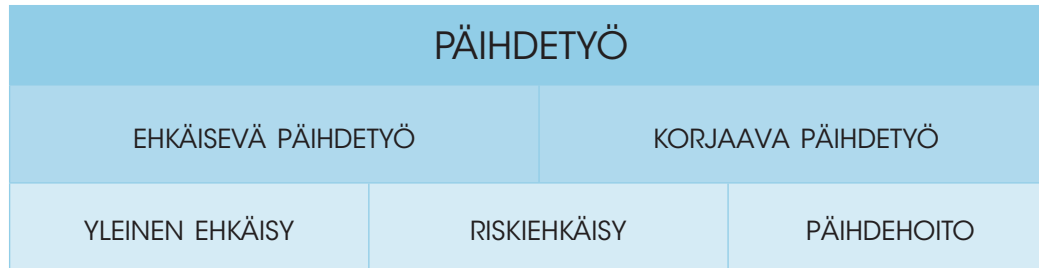 PÄIHDETYÖ
EHKÄISEVÄ PÄIHDETYÖ KORJAAVA PÄIHDETYÖ
YLEINEN EHKÄISY RISKIEHKÄISY PÄIHDEHOITO